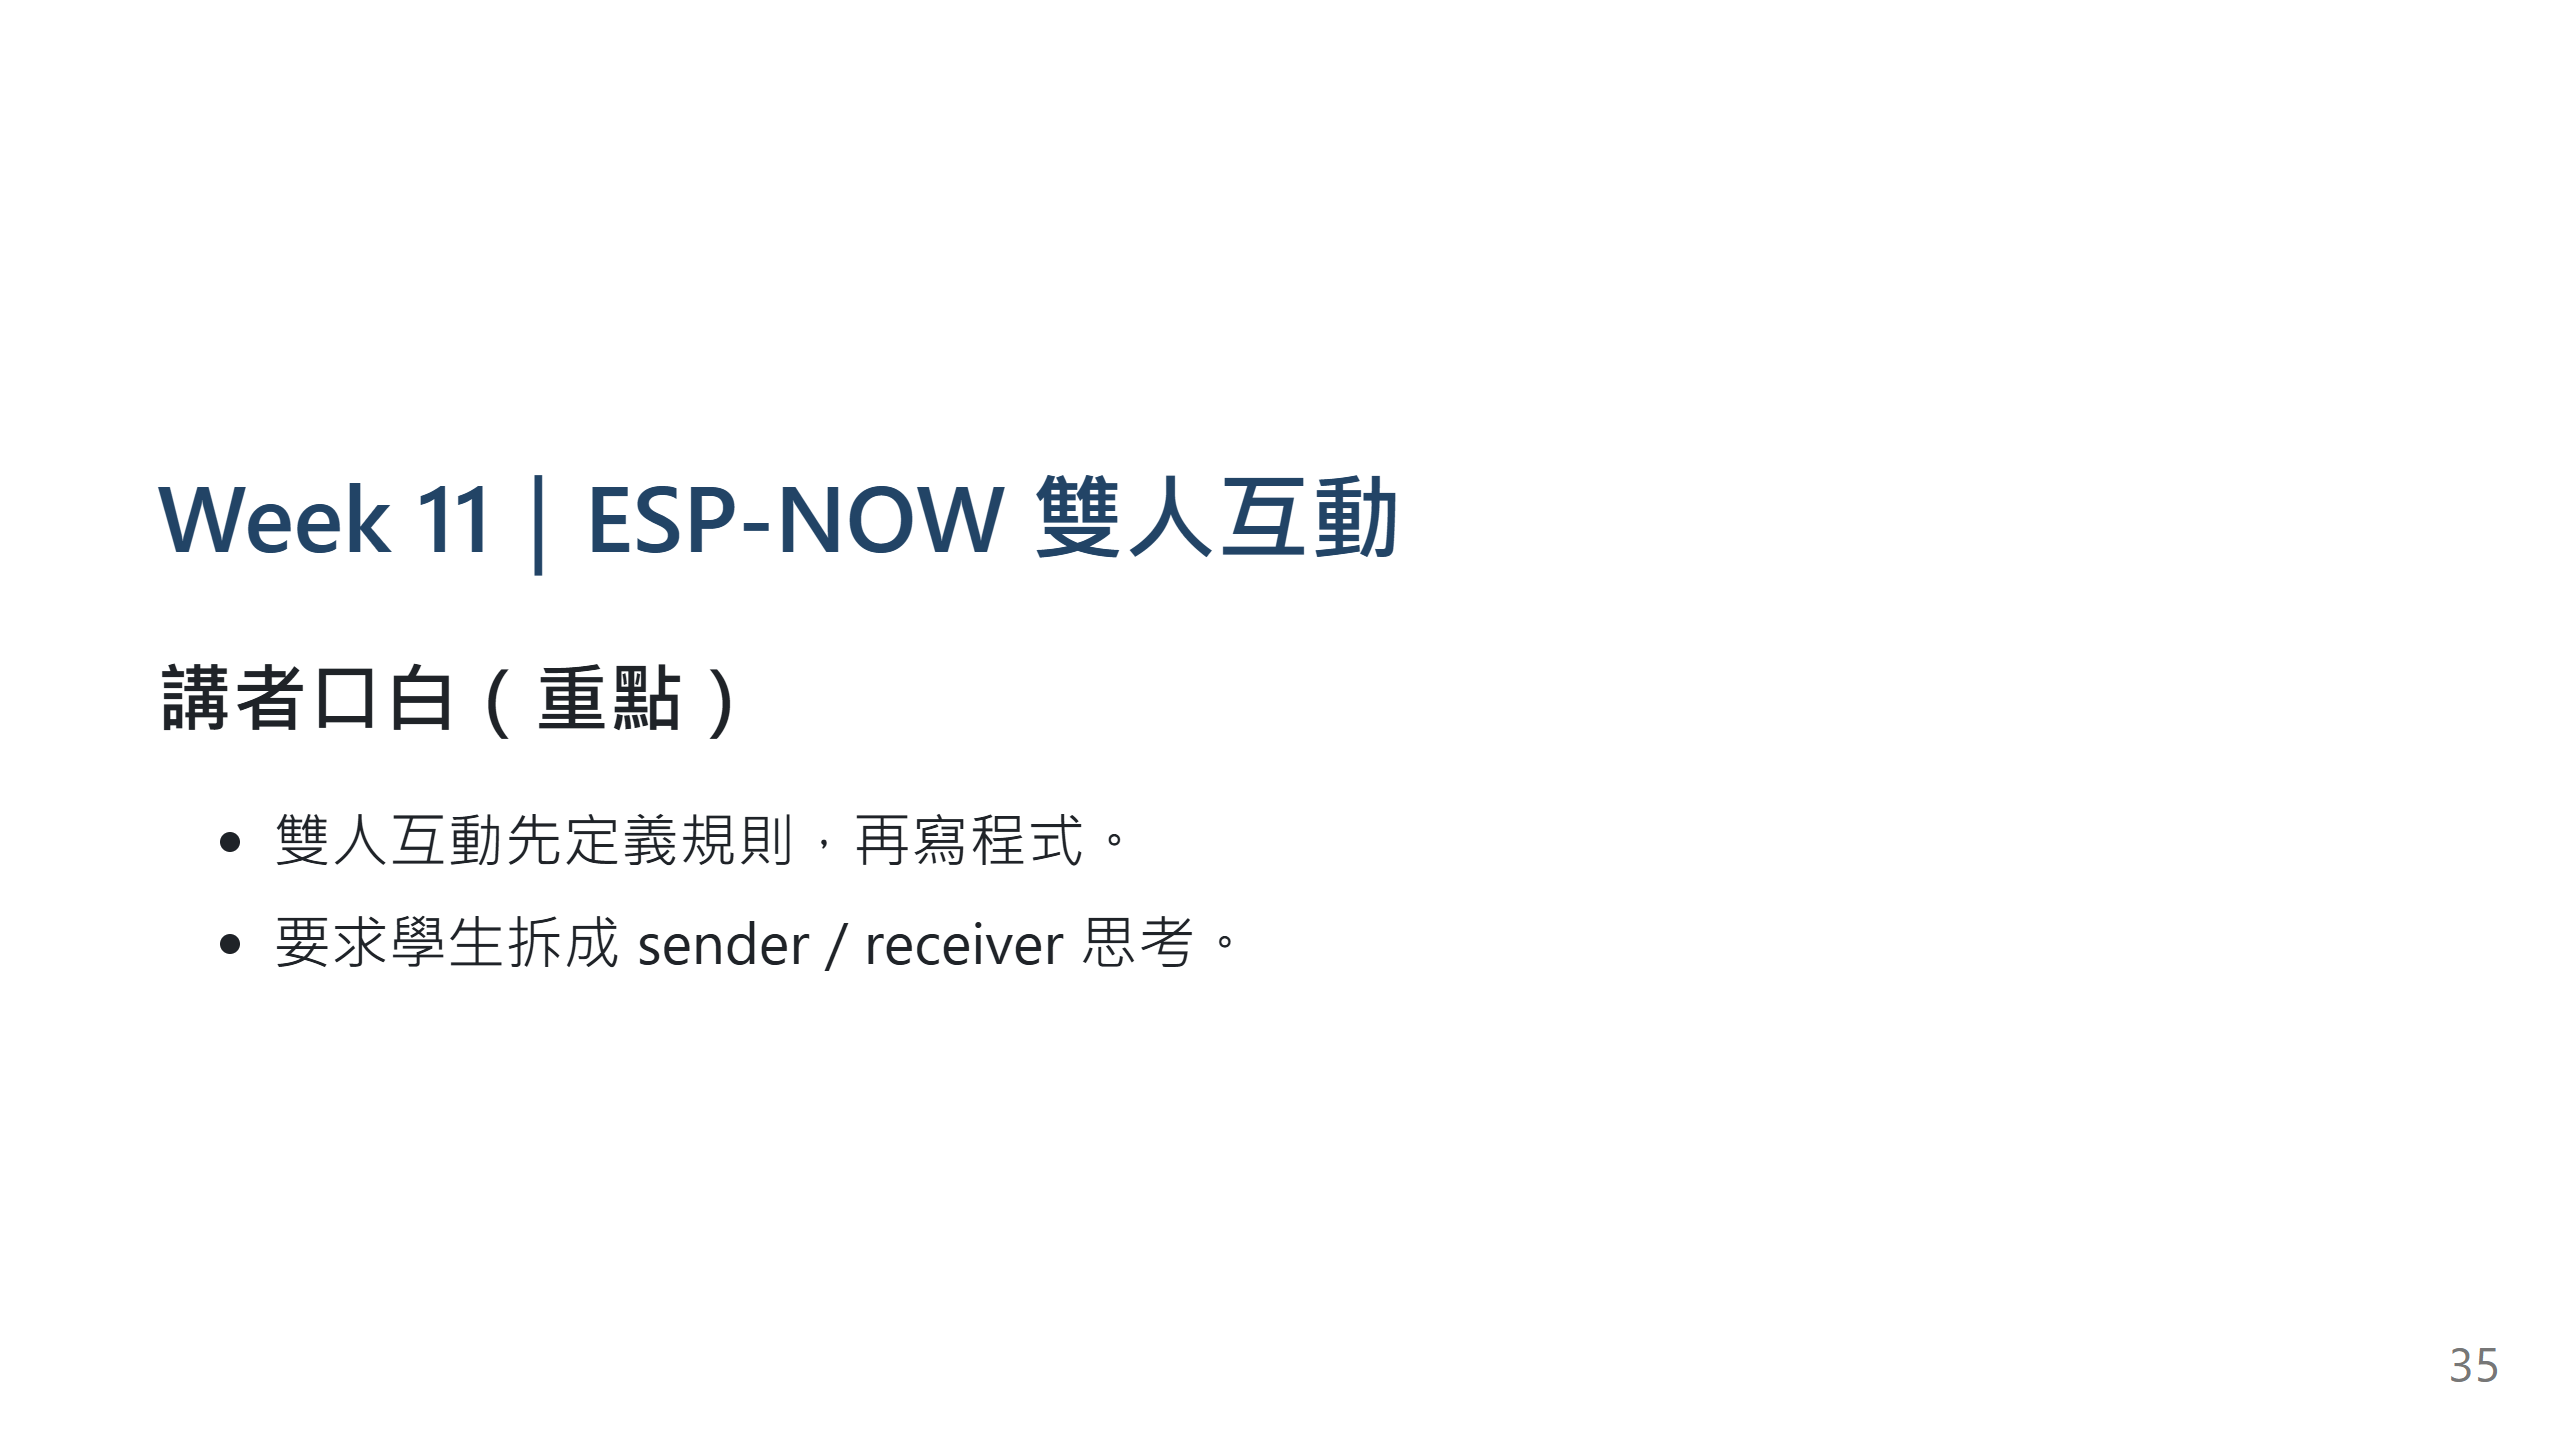 Week 11｜ESP-NOW 雙人互動
講者口白（重點）
• 雙人互動先定義規則，再寫程式。
• 要求學生拆成 sender / receiver 思考。
35